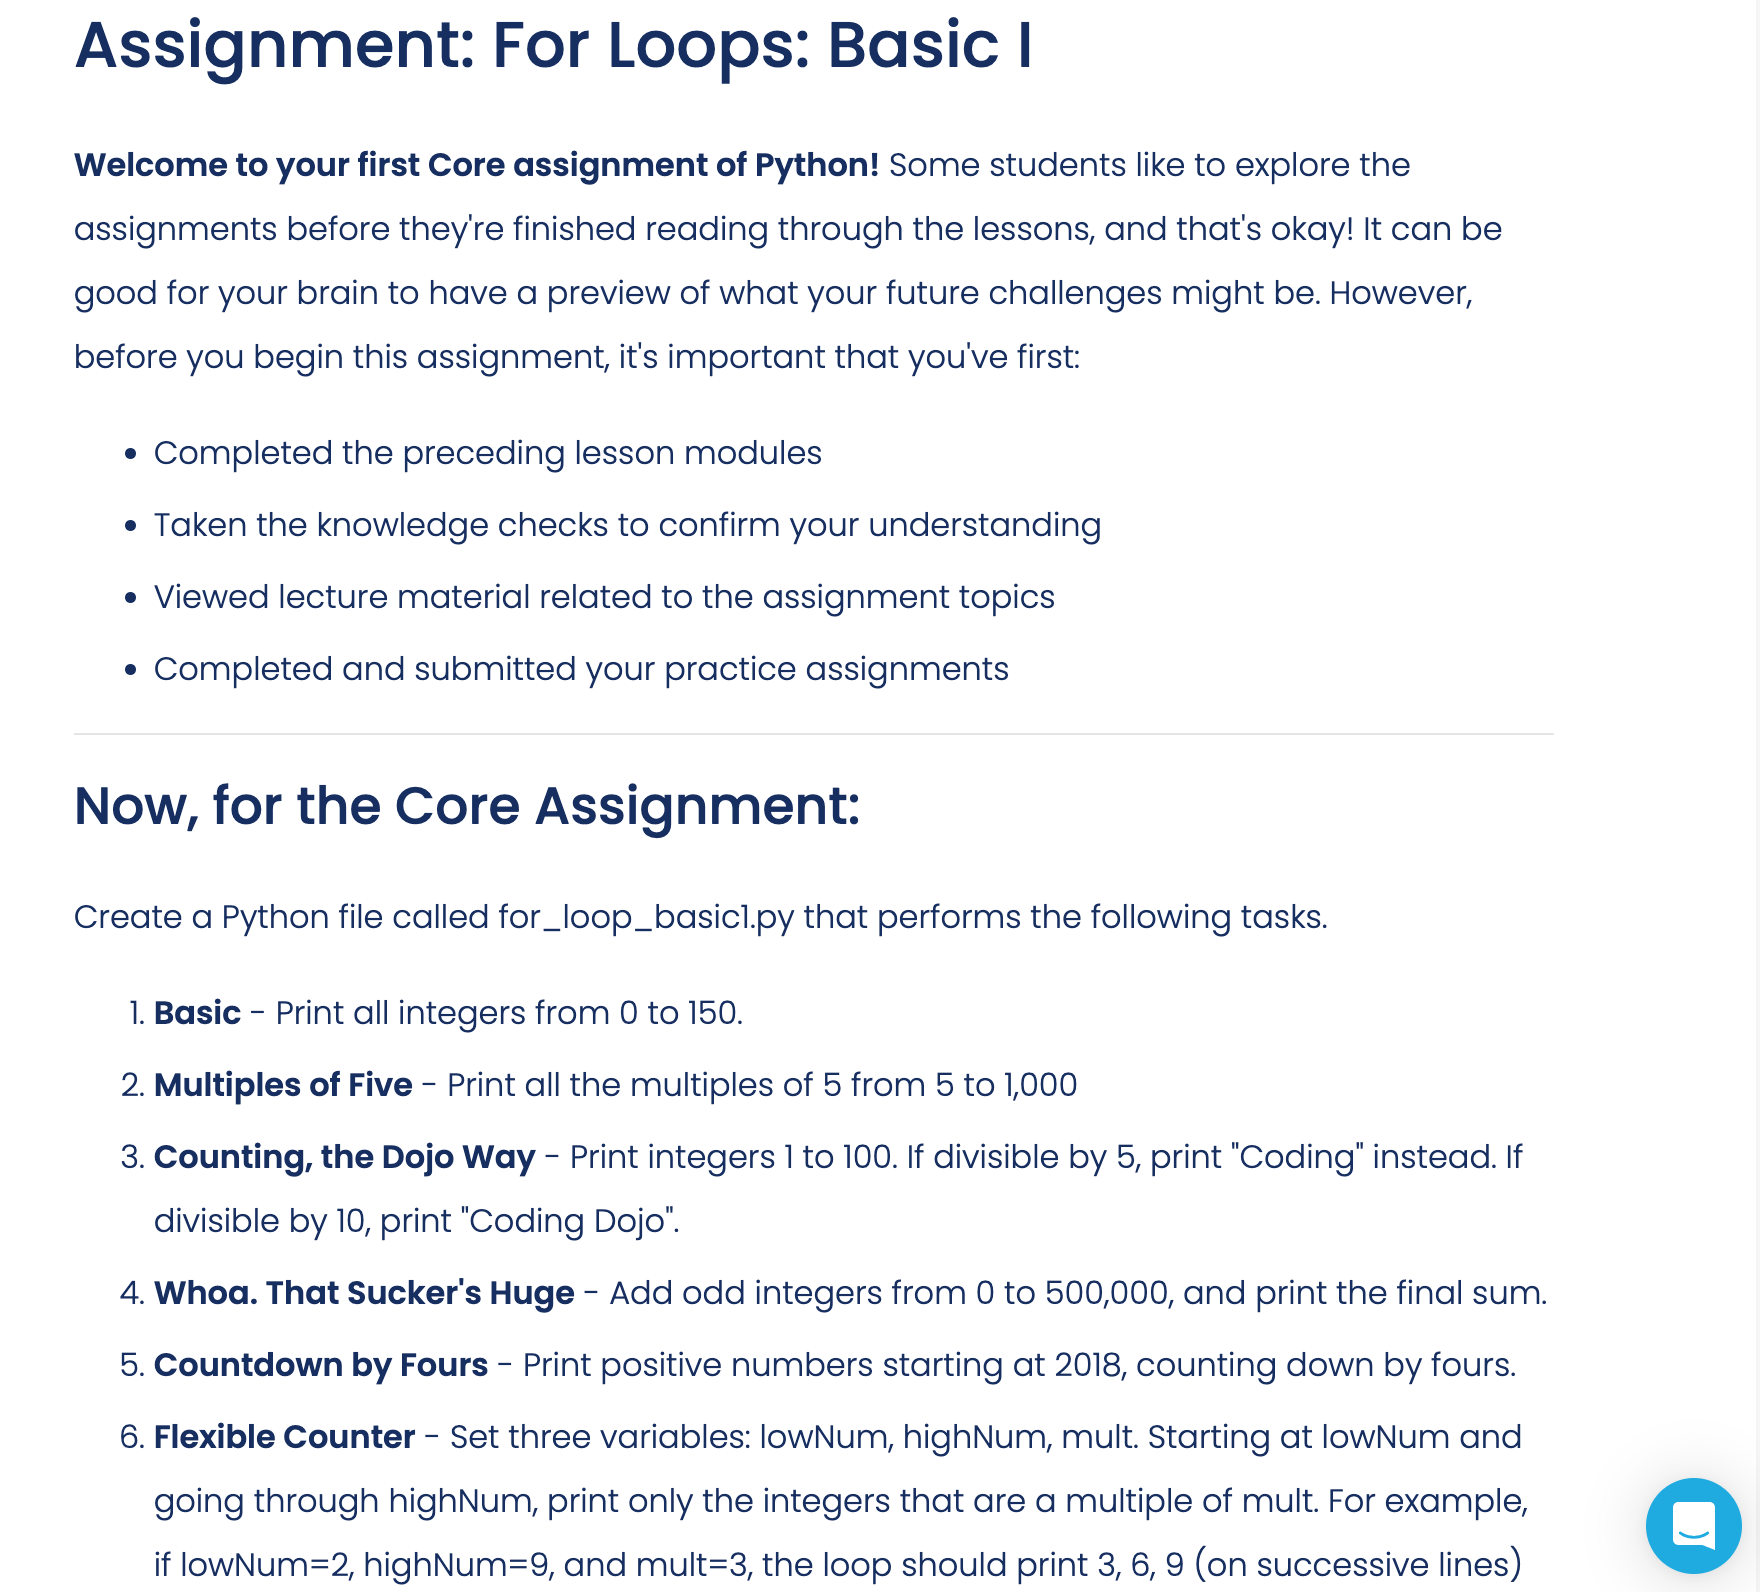 Assignment: For Loops: Basic I
Welcome to your first Core assignment of Python! Some students like to explore the
assignments before they're finished reading through the lessons, and that's okay! It can be
good for your brain to have a preview of what your future challenges might be. However,
before you begin this assignment, it's important that you've first:
• Completed the preceding lesson modules
• Taken the knowledge checks to confirm your understanding
• Viewed lecture material related to the assignment topics
• Completed and submitted your practice assignments
Now, for the Core Assignment:
Create a Python file called for_loop_basic1.py that performs the following tasks.
1. Basic - Print all integers from 0 to 150.
2. Multiples of Five - Print all the multiples of 5 from 5 to 1,000
3. Counting, the Dojo Way - Print integers 1 to 100. If divisible by 5, print "Coding" instead. If
divisible by 10, print "Coding Dojo".
4. Whoa. That Sucker's Huge - Add odd integers from 0 to 500,000, and print the final sum.
5. Countdown by Fours - Print positive numbers starting at 2018, counting down by fours.
6. Flexible Counter - Set three variables: lowNum, highNum, mult. Starting at lowNum and
going through highNum, print only the integers that are a multiple of mult. For example,
if lowNum=2, highNum=9, and mult=3, the loop should print 3, 6, 9 (on successive lines)